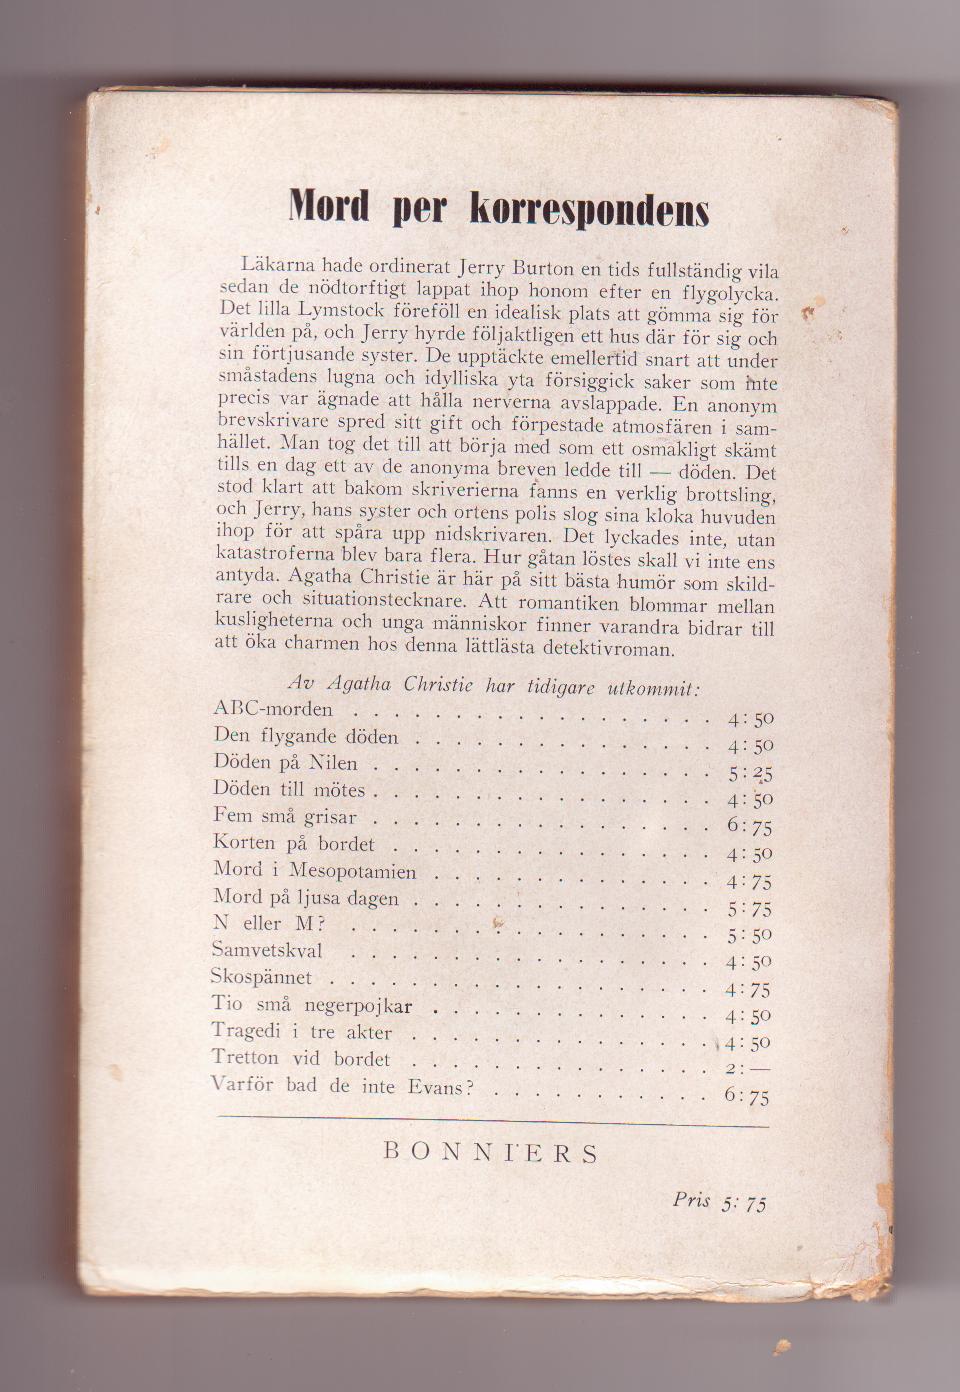 Mord per korrespondens
Läkarna hade ordinerat Jerry Burton en tids fullständig vila
sedan de nödtorftigt lappat ihop honom efter en flygolycka.
Det lilla Lymstock föreföll en idealisk plats att gömma sig för
världen på, och Jerry hyrde följaktligen ett hus där för sig och
sin förtjusande syster. De upptäckte emellertid snart att under
småstadens lugna och idylliska yta försiggick saker som inte
precis var ägnade att hålla nerverna avslappade. En anonym
brevskrivare spred sitt gift och förpestade atmosfären i sam-
hället. Man tog det till att börja med som ett osmakligt skämt
tills en dag ett av de anonyma breven ledde till — döden. Det
stod klart att bakom skriverierna fanns en verklig brottsling,
och Jerry, hans syster och ortens polis slog sina kloka huvuden
ihop för att spåra upp nidskrivaren. Det lyckades inte, utan
katastroferna blev bara flera. Hur gåtan löstes skall vi inte ens
antyda. Agatha Christie är här på sitt bästa humör som skild-
rare och situationstecknare. Att romantiken blommar mellan
kusligheterna och unga människor finner varandra bidrar till
att öka charmen hos denna lättlästa detektivroman.
Av Agatha Christie har tidigare utkommit:
ABC-morden . . . . . . . . . . . . . . . . . . 4: 50
Den flygande döden . . . . . . . . . . . . . . . 4: 50
Döden på Nilen . . . . . . . . . . . . . . . . . 5: 25
Döden till mötes . . . . . . . . . . . . . . . . . 4: 50
Fem små grisar . . . . . . . . . . . . . . . . . 6: 75
Korten på bordet . . . . . . . . . . . . . . . . 4: 50
Mord i Mesopotamien . . . . . . . . . . . . . . 4: 75
Mord på ljusa dagen . . . . . . . . . . . . . . . 5: 75
N eller M? . . . . . . . . . . . . . . . . . . 5: 50
Samvetskval . . . . . . . . . . . . . . . . . . 4: 50
Skospännet . . . . . . . . . . . . . . . . . . . 4: 75
Tio små negerpojkar . . . . . . . . . . . . . . 4: 50
Tragedi i tre akter . . . . . . . . . . . . . . . 4: 50
Tretton vid bordet . . . . . . . . . . . . . . . 2: —
Varför bad de inte Evans? . . . . . . . . . . . 6: 75
BONNIERS
Pris 5: 75